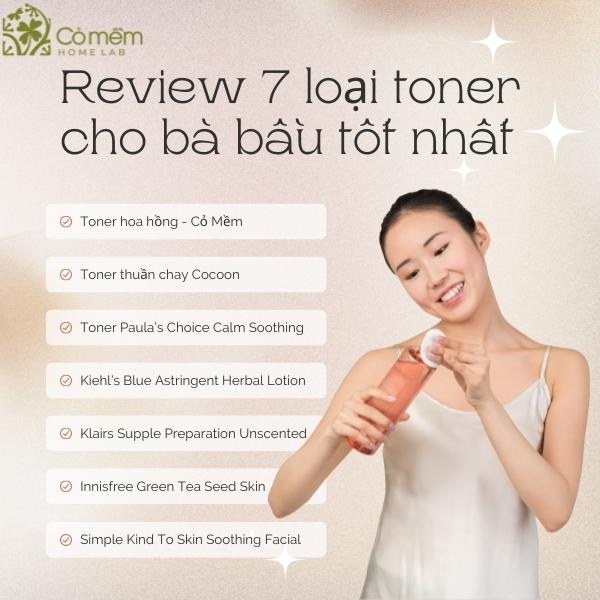 Cỏ mềm
HOME LAB
Review 7 loại toner
cho bà bầu tốt nhất
Toner hoa hồng - Cỏ Mềm
Toner thuần chay Cocoon
Toner Paula's Choice Calm Soothing
Kiehl's Blue Astringent Herbal Lotion
Klairs Supple Preparation Unscented
Innisfree Green Tea Seed Skin
Simple Kind To Skin Soothing Facial